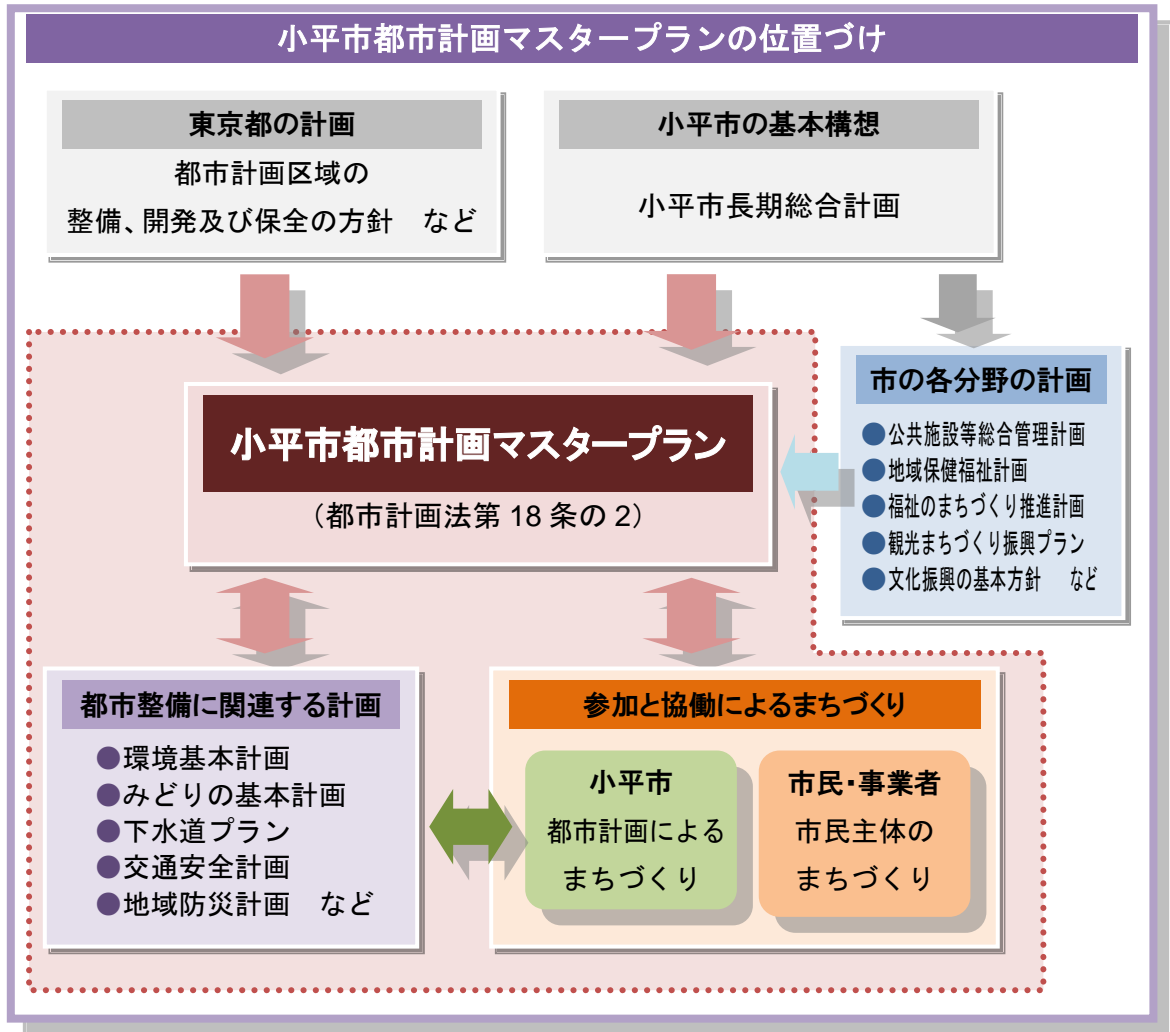 小平市都市計画マスタープランの位置づけ
東京都の計画
都市計画区域の
整備、開発及び保全の方針　など
小平市の基本構想
小平市長期総合計画
市の各分野の計画
●公共施設等総合管理計画
●地域保健福祉計画
●福祉のまちづくり推進計画
●観光まちづくり振興プラン
●文化振興の基本方針　など
小平市都市計画マスタープラン
（都市計画法第 18 条の 2）
都市整備に関連する計画
●環境基本計画
●みどりの基本計画
●下水道プラン
●交通安全計画
●地域防災計画　など
参加と協働によるまちづくり
小平市
都市計画による
まちづくり
市民・事業者
市民主体の
まちづくり